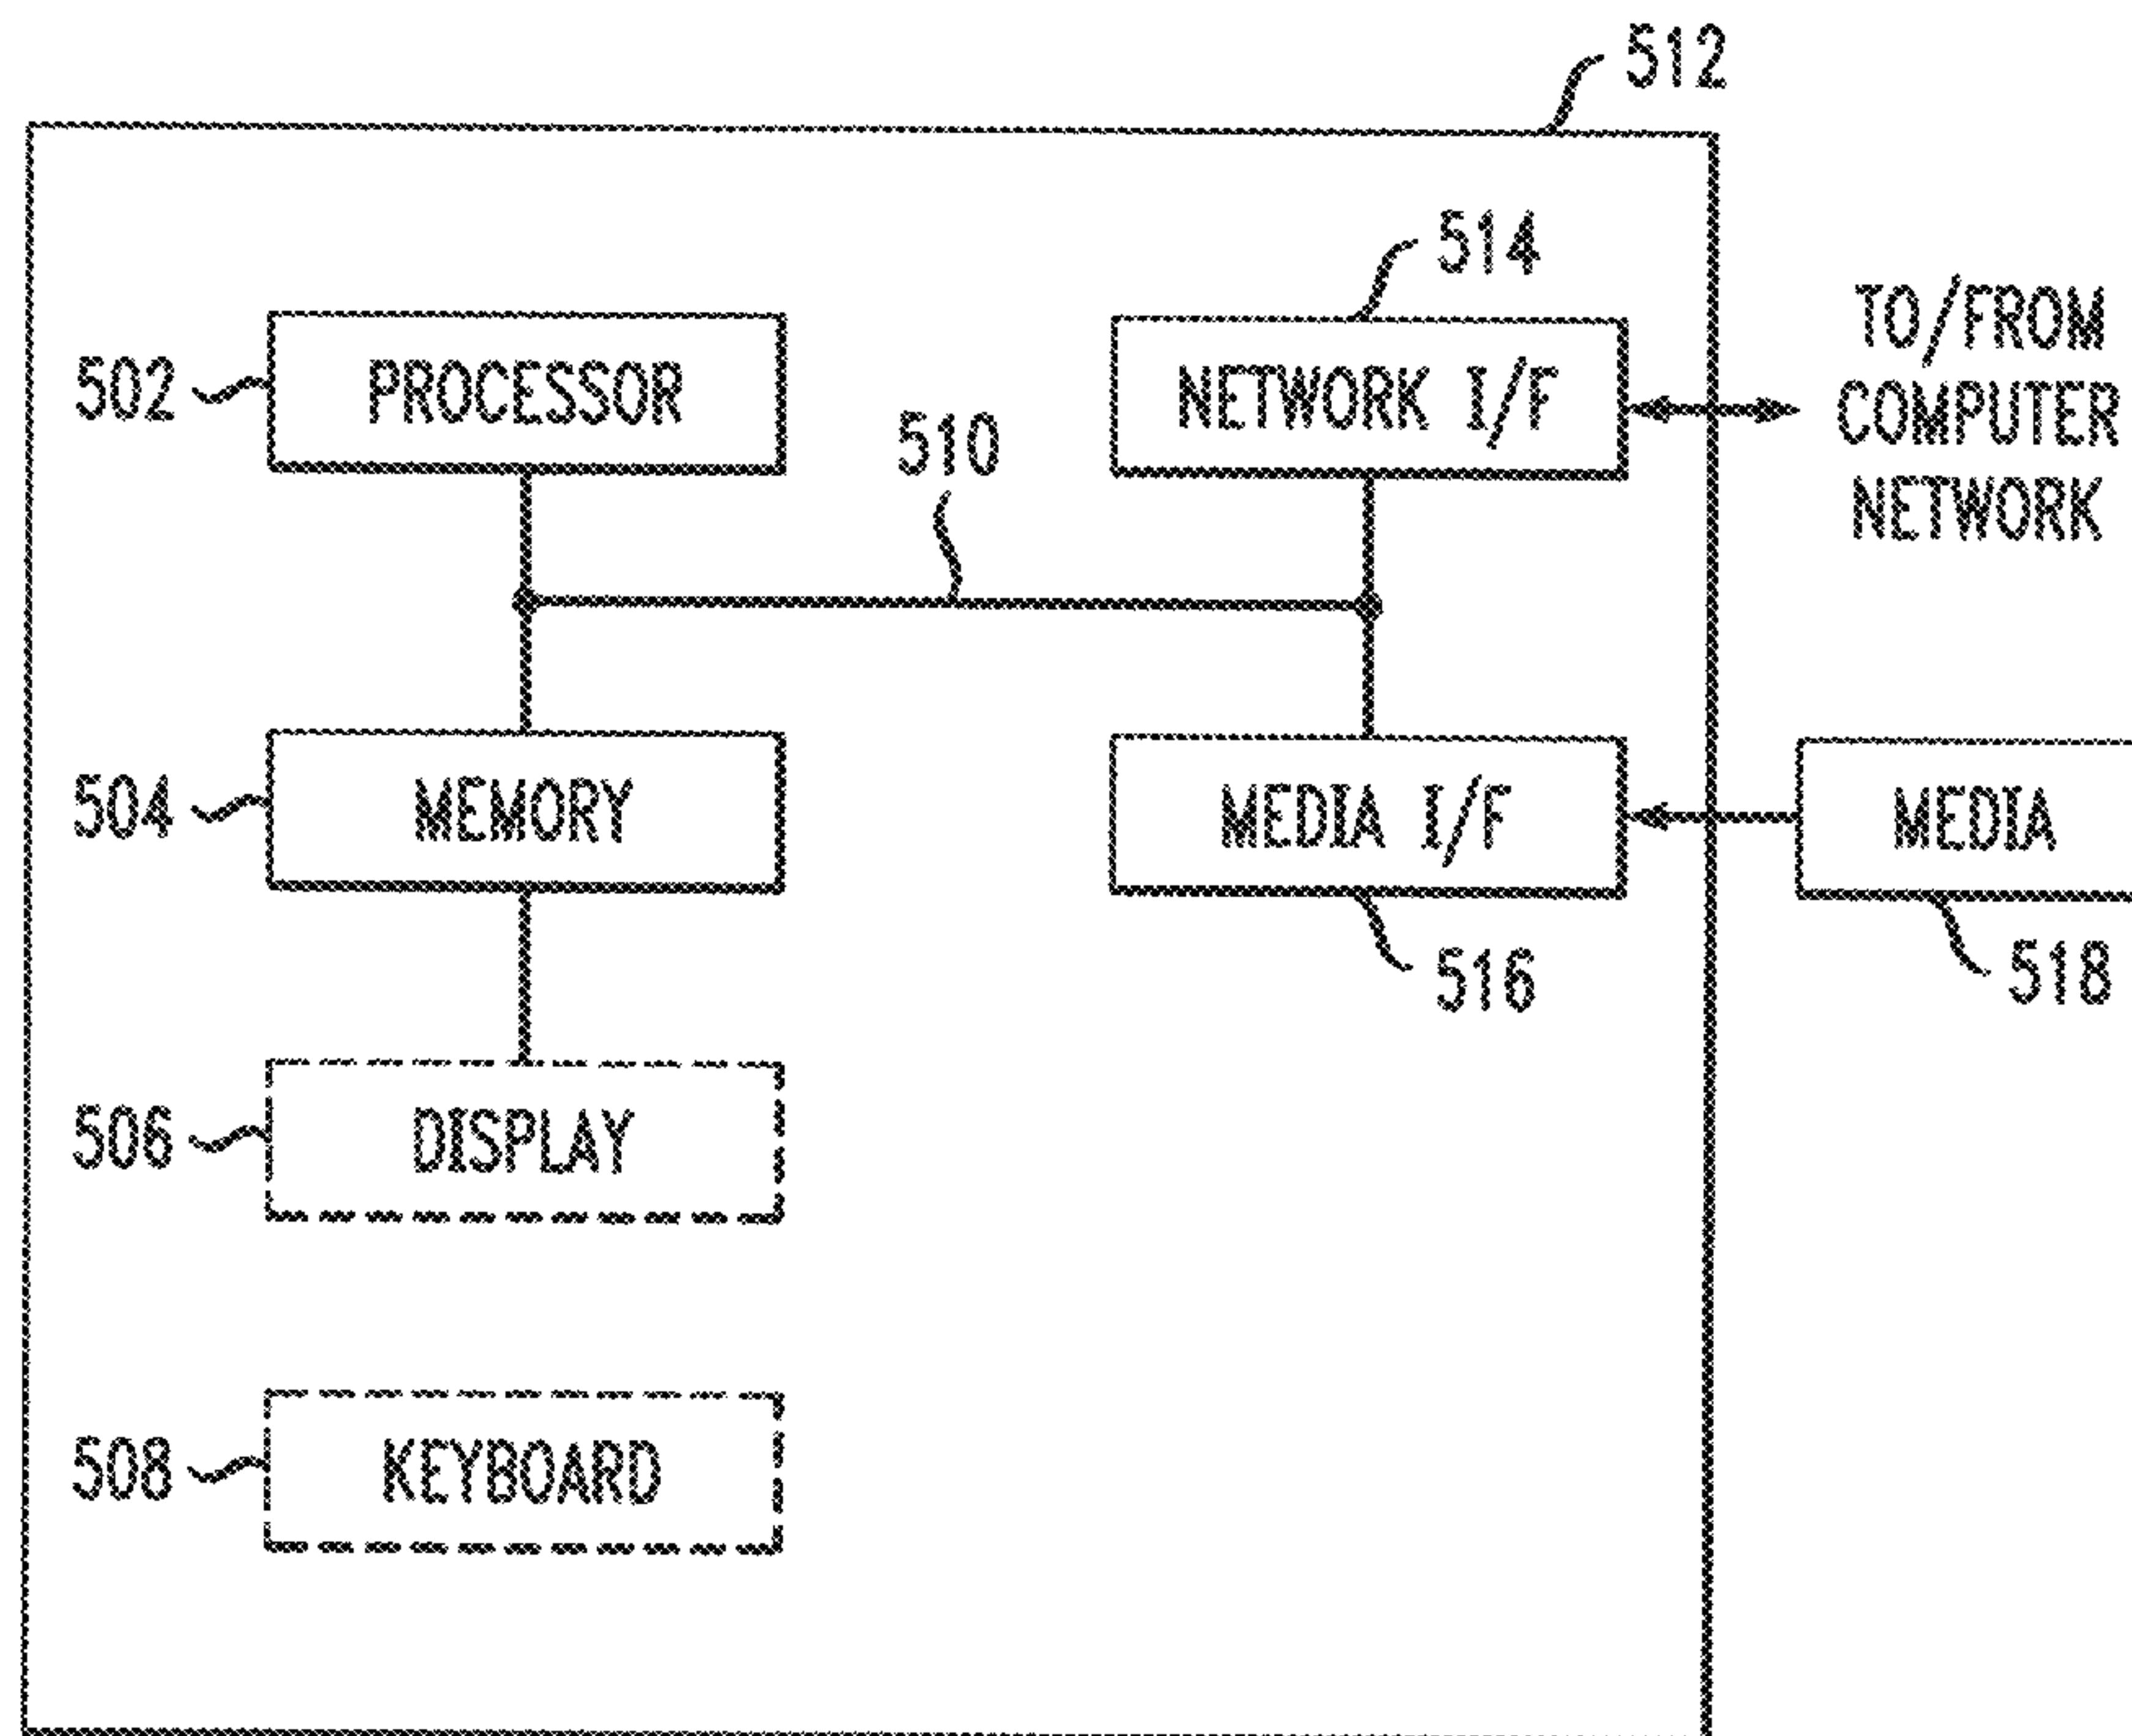 512
514
502
PROCESSOR
NETWORK I/F
TO/FROM
COMPUTER
NETWORK
510
504
MEMORY
MEDIA I/F
MEDIA
516
518
506
DISPLAY
508
KEYBOARD